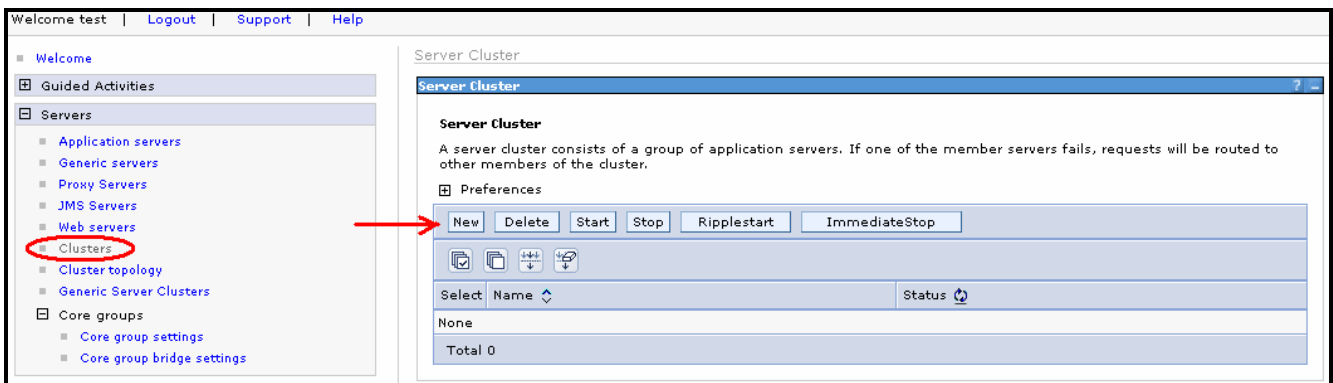 Welcome test | Logout | Support | Help
Welcome
Guided Activities
Servers
Application servers
Generic servers
Proxy Servers
JMS Servers
Web servers
Clusters
Cluster topology
Generic Server Clusters
Core groups
Core group settings
Core group bridge settings
Server Cluster
Server Cluster ? _
Server Cluster
A server cluster consists of a group of application servers. If one of the member servers fails, requests will be routed to
other members of the cluster.
Preferences
New Delete Start Stop Ripplestart ImmediateStop
Select Name Status
None
Total 0